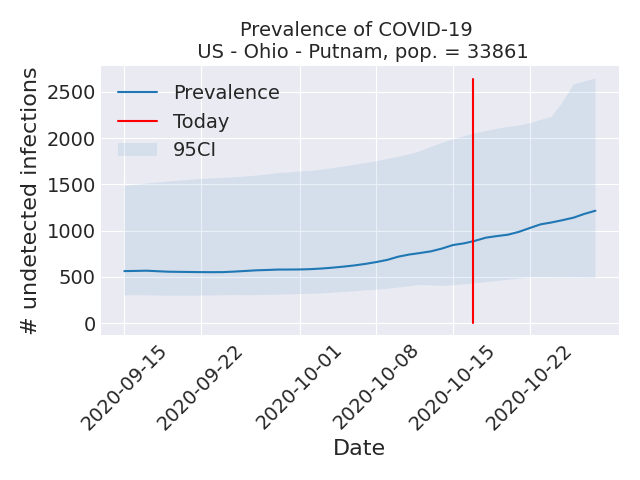 Prevalence of COVID-19
US - Ohio - Putnam, pop. = 33861
# undetected infections
2500
2000
1500
1000
500
0
Prevalence
Today
95CI
2020-09-15
2020-09-22
2020-10-01
2020-10-08
2020-10-15
2020-10-22
Date